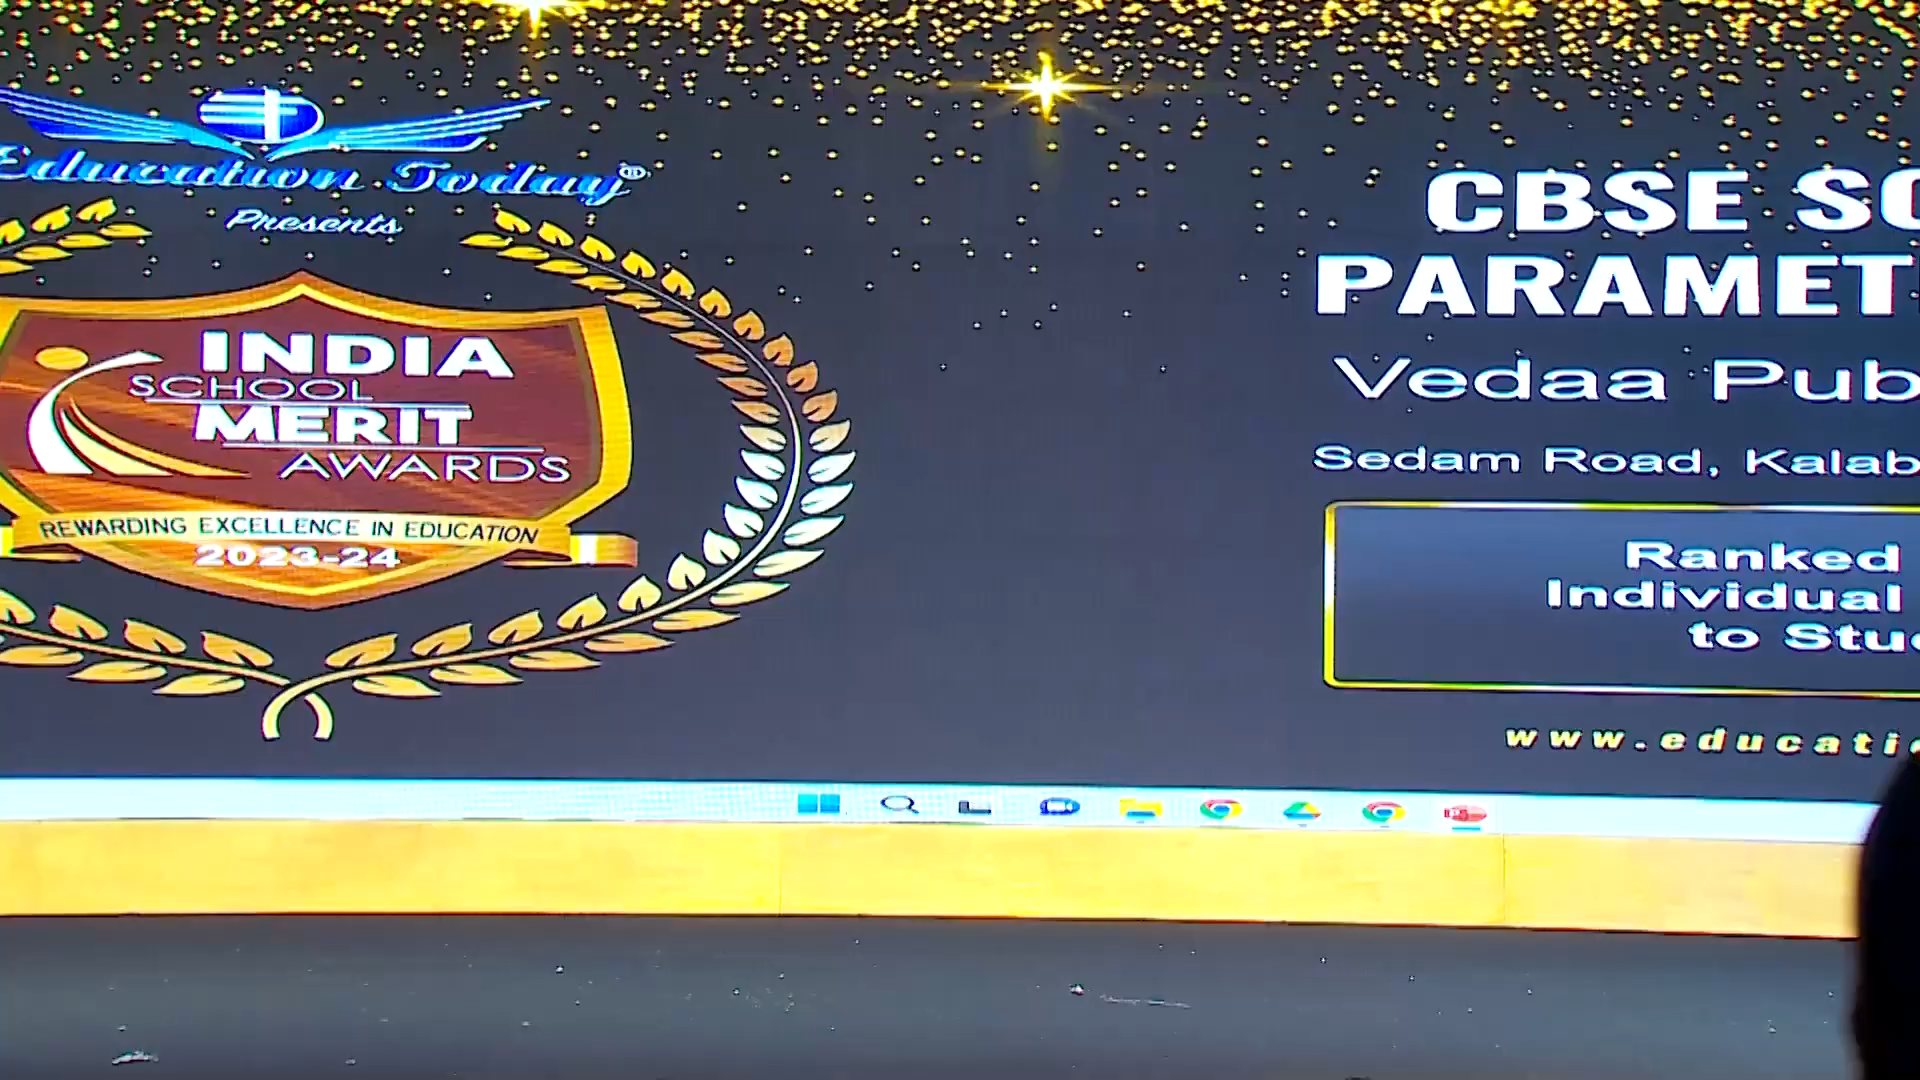 Education Today®
Presents
INDIA
SCHOOL
MERIT
AWARDS
REWARDING EXCELLENCE IN EDUCATION
2023-24
CBSE SC
PARAMET
Vedaa Pub
Sedam Road, Kalab
Ranked
Individual
to Stu
www.educati